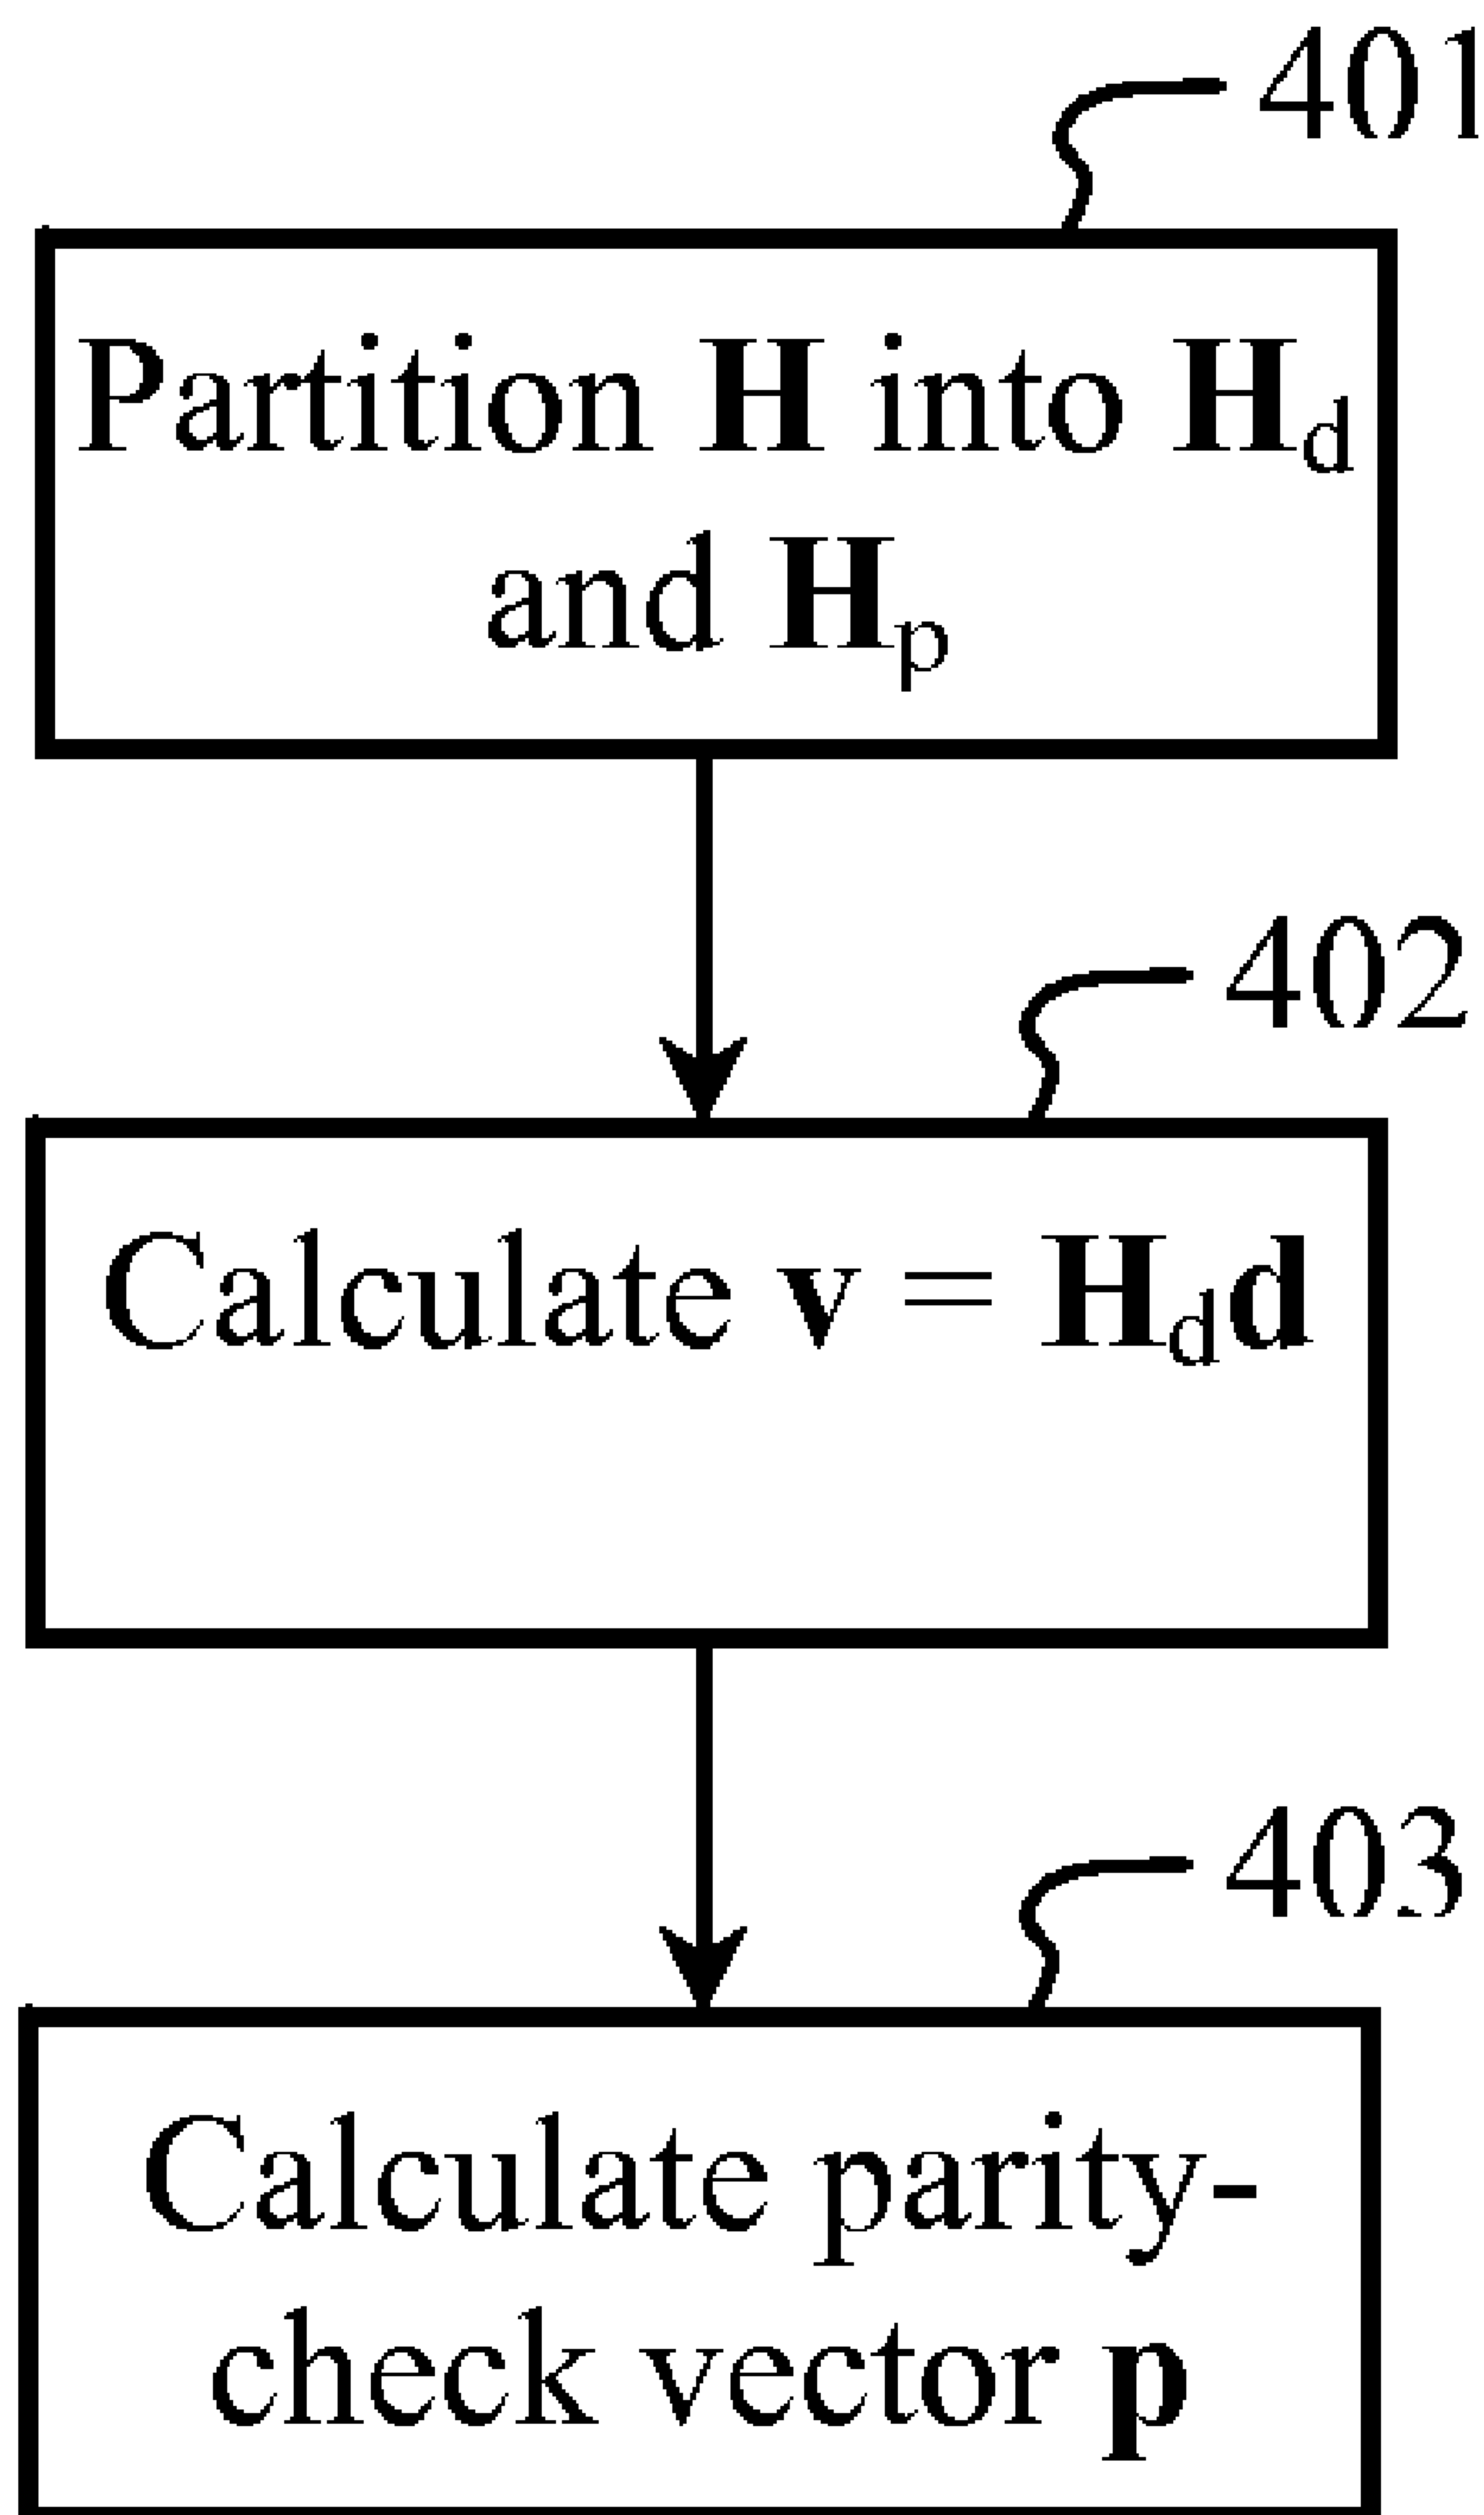 401
Partition H into Hd
and Hp
402
Calculate v = Hdd
403
Calculate parity-
check vector p